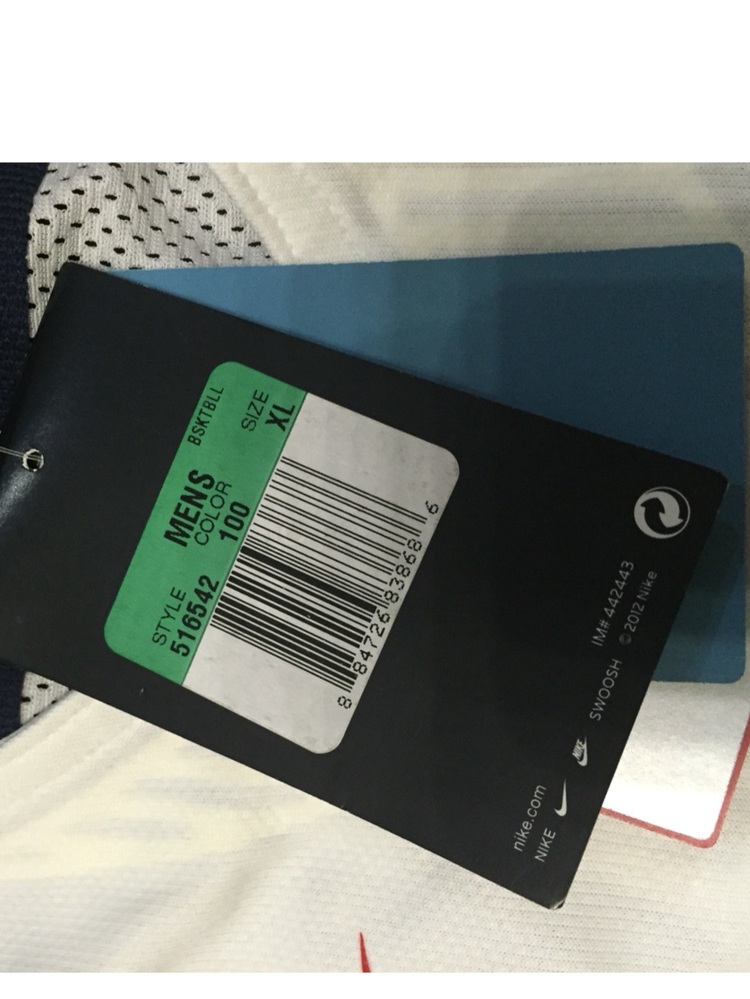 BSKTBLL
MENS
SIZE
XL
COLOR
100
STYLE
516542
8 84726 83868 6
IM# 442443
© 2012 Nike
SWOOSH
nike.com
NIKE